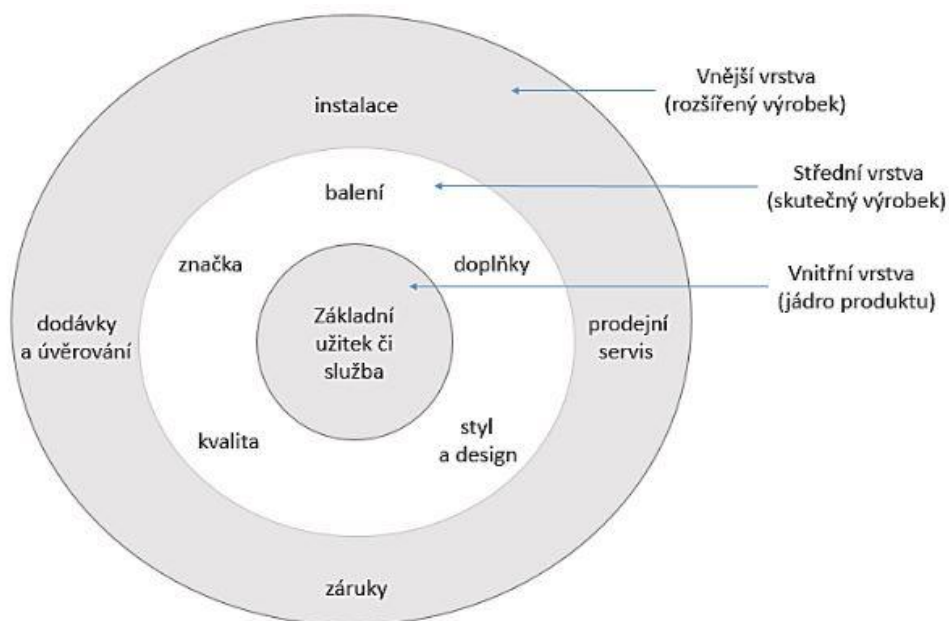 Vnější vrstva
(rozšířený výrobek)
instalace
Střední vrstva
(skutečný výrobek)
balení
značka
doplňky
Vnitřní vrstva
(jádro produktu)
Základní
užitek či
služba
dodávky
a úvěrování
prodejní
servis
kvalita
styl
a design
záruky